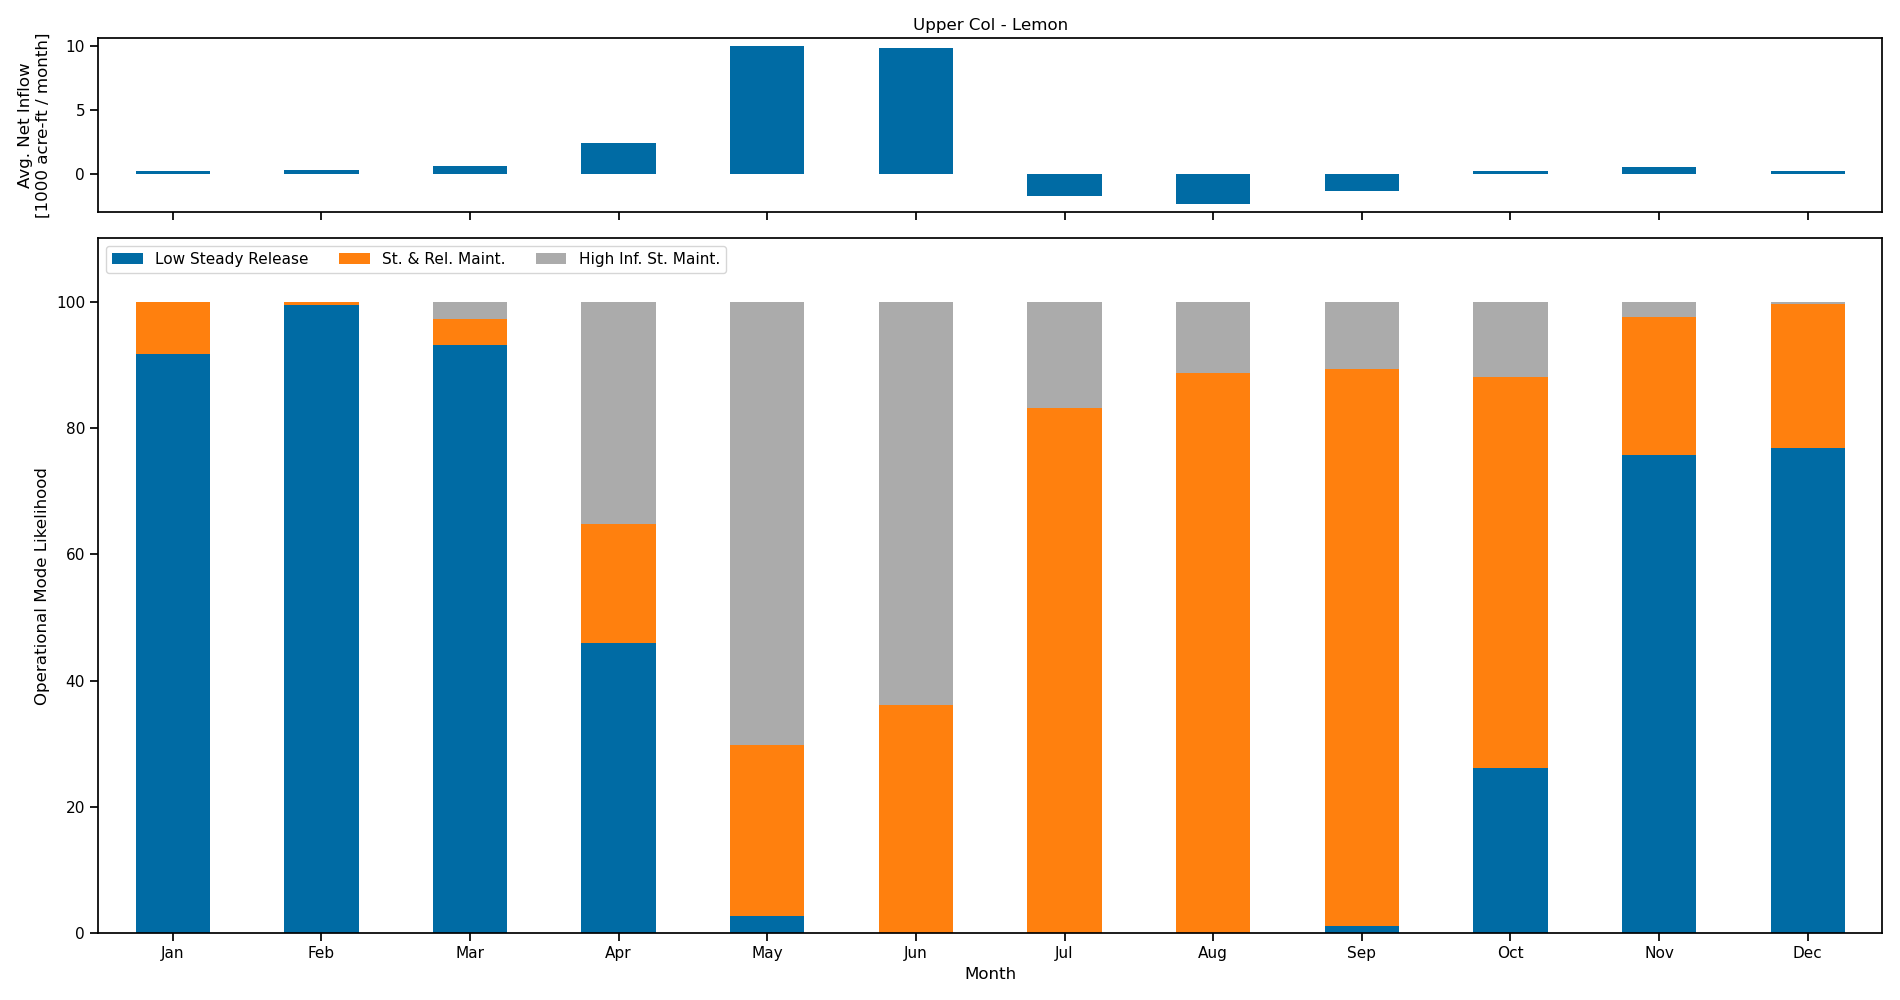 Upper Col - Lemon
Avg. Net Inflow
[1000 acre-ft / month]
10
5
0
Low Steady Release
St. & Rel. Maint.
High Inf. St. Maint.
Operational Mode Likelihood
100
80
60
40
20
0
Jan
Feb
Mar
Apr
May
Jun
Jul
Aug
Sep
Oct
Nov
Dec
Month